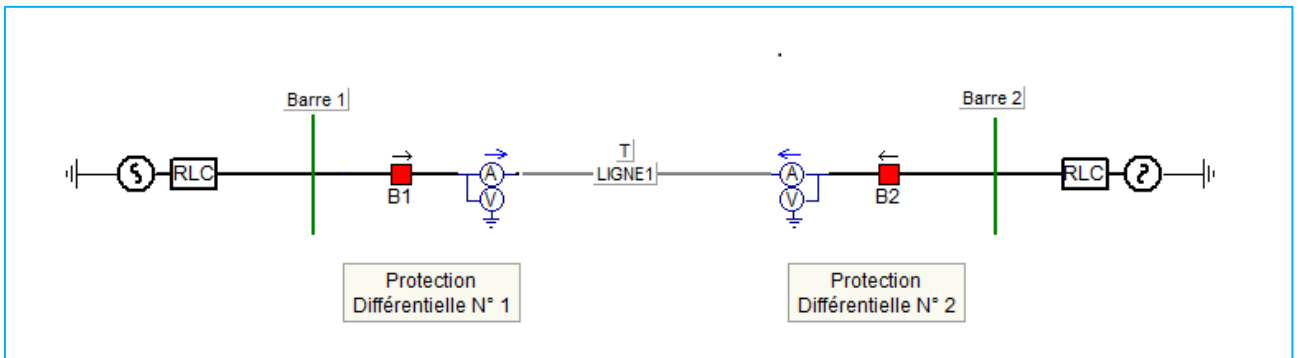 Barre 1
Barre 2
RLC
B1
A
V
T
LIGNE1
A
V
B2
RLC
Protection
Différentielle N° 1
Protection
Différentielle N° 2